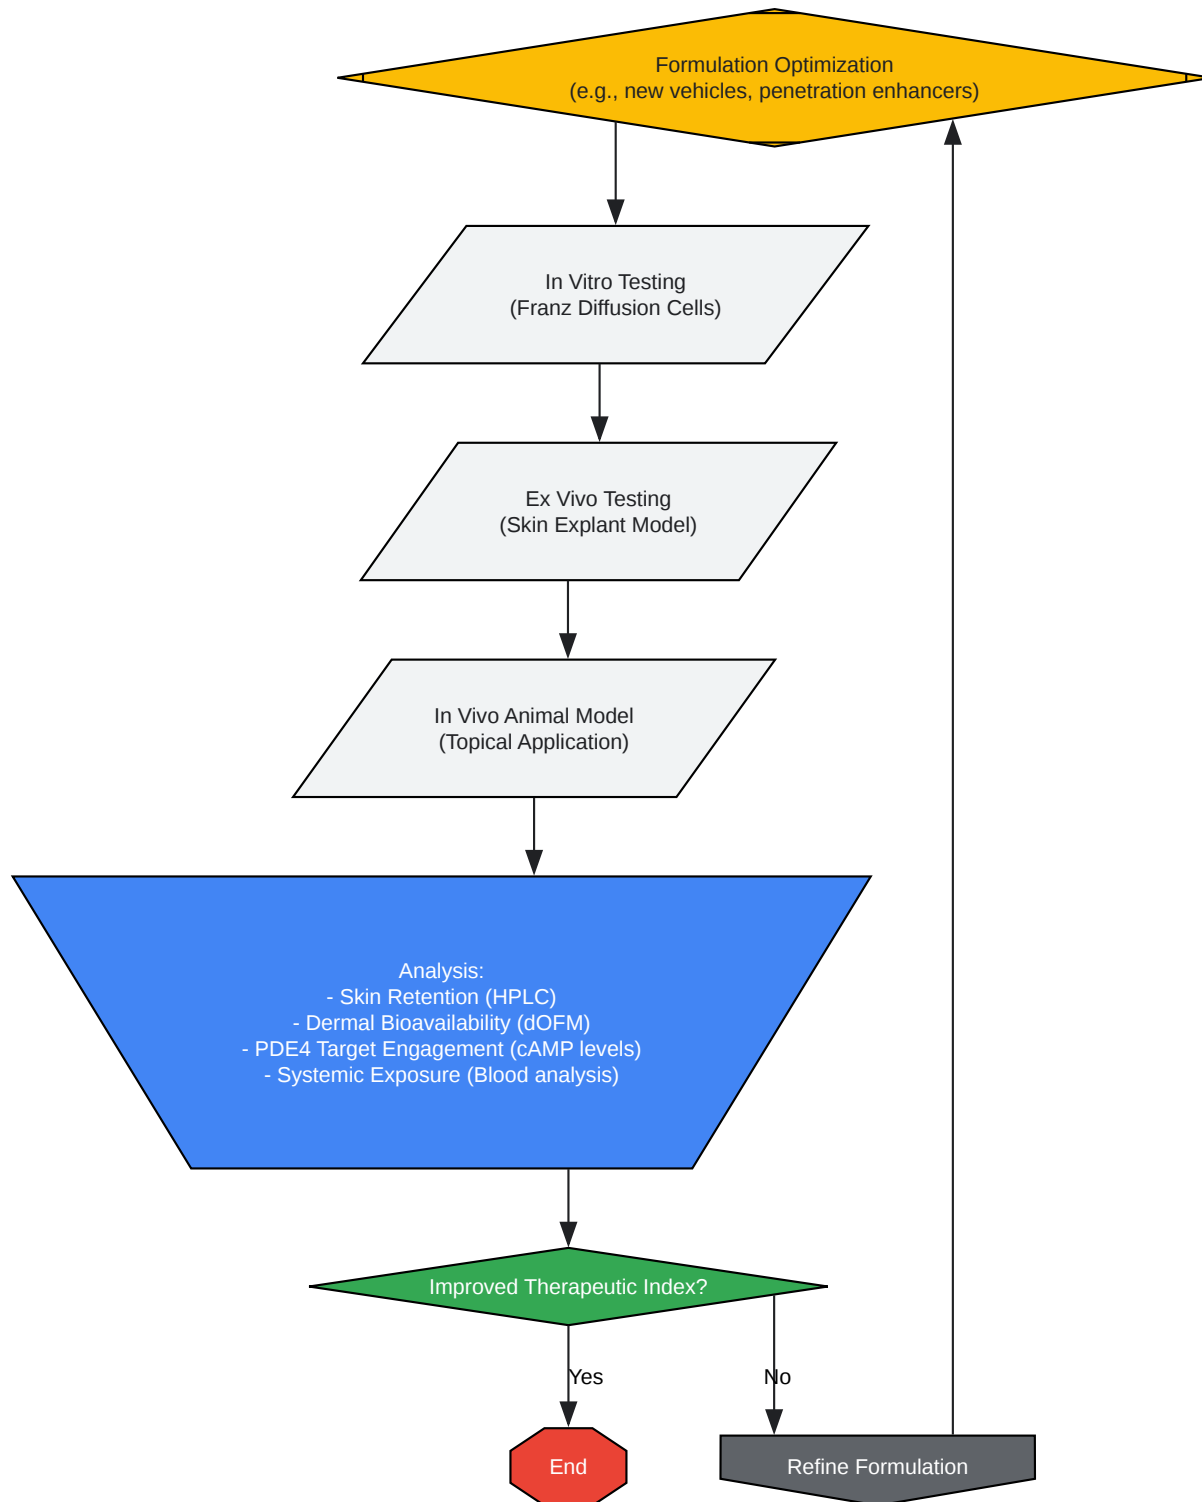 Formulation Optimization
(e.g., new vehicles, penetration enhancers)
In Vitro Testing
(Franz Diffusion Cells)
Ex Vivo Testing
(Skin Explant Model)
In Vivo Animal Model
(Topical Application)
Analysis:
- Skin Retention (HPLC)
- Dermal Bioavailability (dOFM)
- PDE4 Target Engagement (cAMP levels)
- Systemic Exposure (Blood analysis)
Improved Therapeutic Index?
Yes
No
End
Refine Formulation